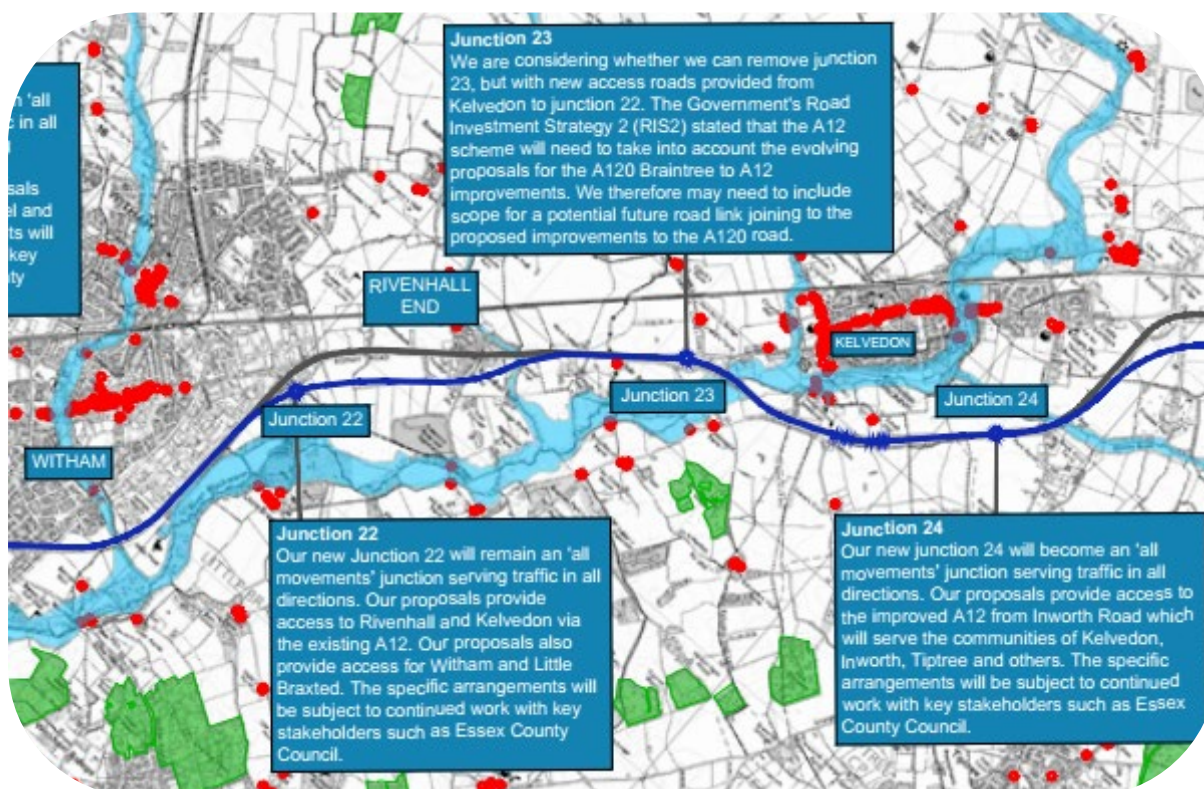 n 'all
c in all
sals
el and
ts will
key
ty
Junction 23
We are considering whether we can remove junction
23, but with new access roads provided from
Kelvedon to junction 22. The Government's Road
Investment Strategy 2 (RIS2) stated that the A12
scheme will need to take into account the evolving
proposals for the A120 Braintree to A12
improvements. We therefore may need to include
scope for a potential future road link joining to the
proposed improvements to the A120 road.
RIVENHALL
END
KELVEDON
Junction 22
Junction 23
Junction 24
WITHAM
Junction 22
Our new Junction 22 will remain an 'all
movements' junction serving traffic in all
directions. Our proposals provide
access to Rivenhall and Kelvedon via
the existing A12. Our proposals also
provide access for Witham and Little
Braxted. The specific arrangements will
be subject to continued work with key
stakeholders such as Essex County
Council.
Junction 24
Our new junction 24 will become an 'all
movements' junction serving traffic in all
directions. Our proposals provide access to
the improved A12 from Inworth Road which
will serve the communities of Kelvedon,
Inworth, Tiptree and others. The specific
arrangements will be subject to continued
work with key stakeholders such as Essex
County Council.